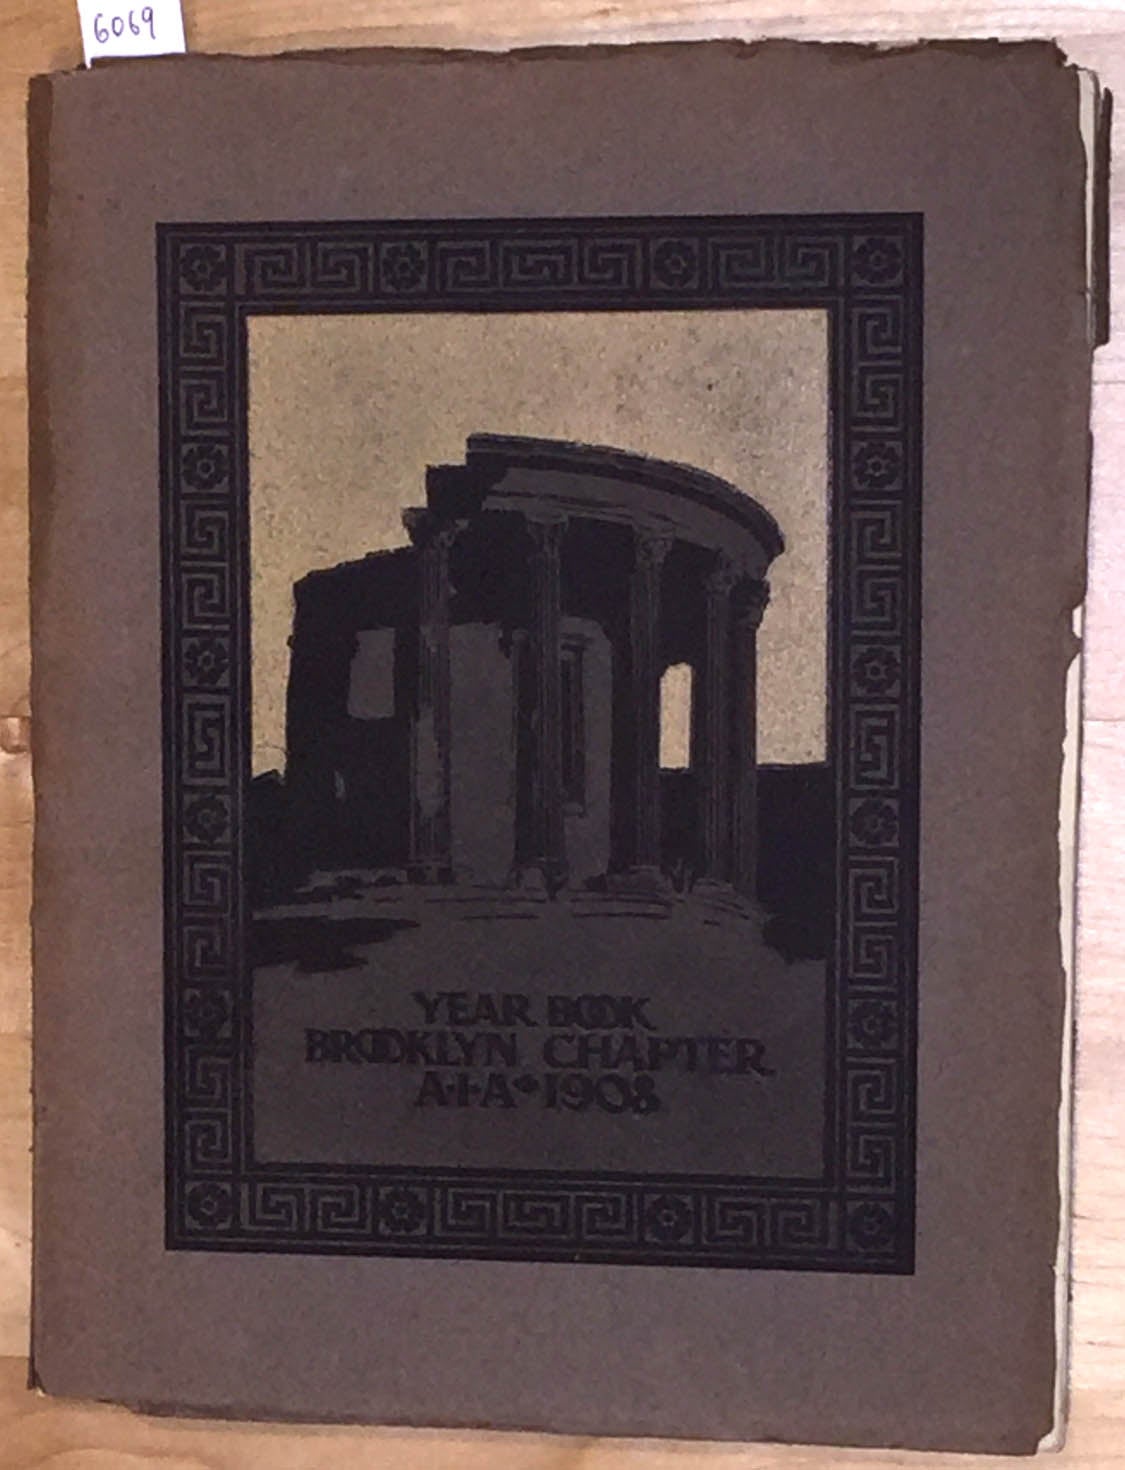 6069
YEAR BOOK
BROOKLYN CHAPTER
A·I·A·1908